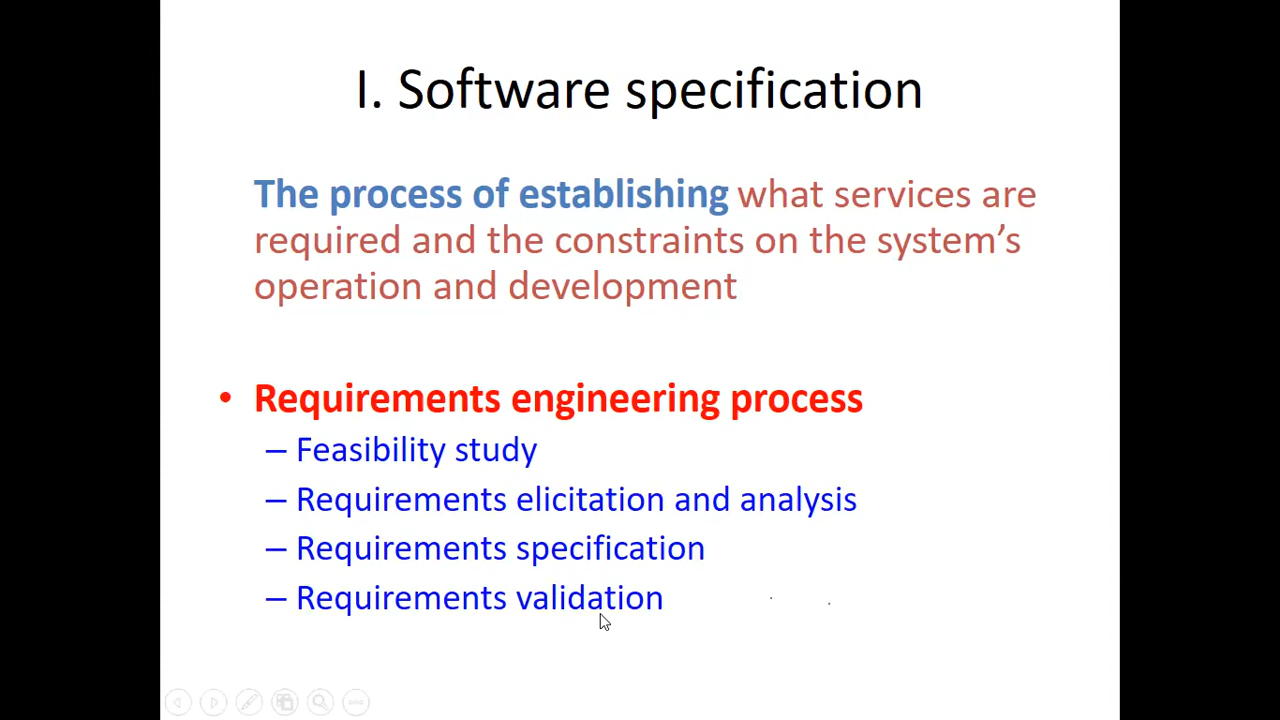 I. Software specification
The process of establishing what services are
required and the constraints on the system’s
operation and development
• Requirements engineering process
– Feasibility study
– Requirements elicitation and analysis
– Requirements specification
– Requirements validation